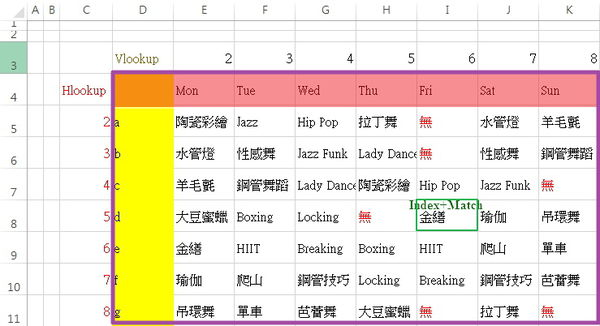 A B C D E F G H I J K
1
2
3 Vlookup 2 3 4 5 6 7 8
4 Hlookup Mon Tue Wed Thu Fri Sat Sun
5 2 a 陶瓷彩繪 Jazz Hip Pop 拉丁舞 無 水管燈 羊毛氈
6 3 b 水管燈 性感舞 Jazz Funk Lady Dance 無 性感舞 鋼管舞蹈
7 4 c 羊毛氈 鋼管舞蹈 Lady Dance 陶瓷彩繪 Hip Pop Jazz Funk 無
Index+Match
8 5 d 大豆蜜蠟 Boxing Locking 無 金繕 瑜伽 吊環舞
9 6 e 金繕 HIIT Breaking Boxing HIIT 爬山 單車
10 7 f 瑜伽 爬山 鋼管技巧 Locking Breaking 鋼管技巧 芭蕾舞
11 8 g 吊環舞 單車 芭蕾舞 大豆蜜蠟 無 拉丁舞 無